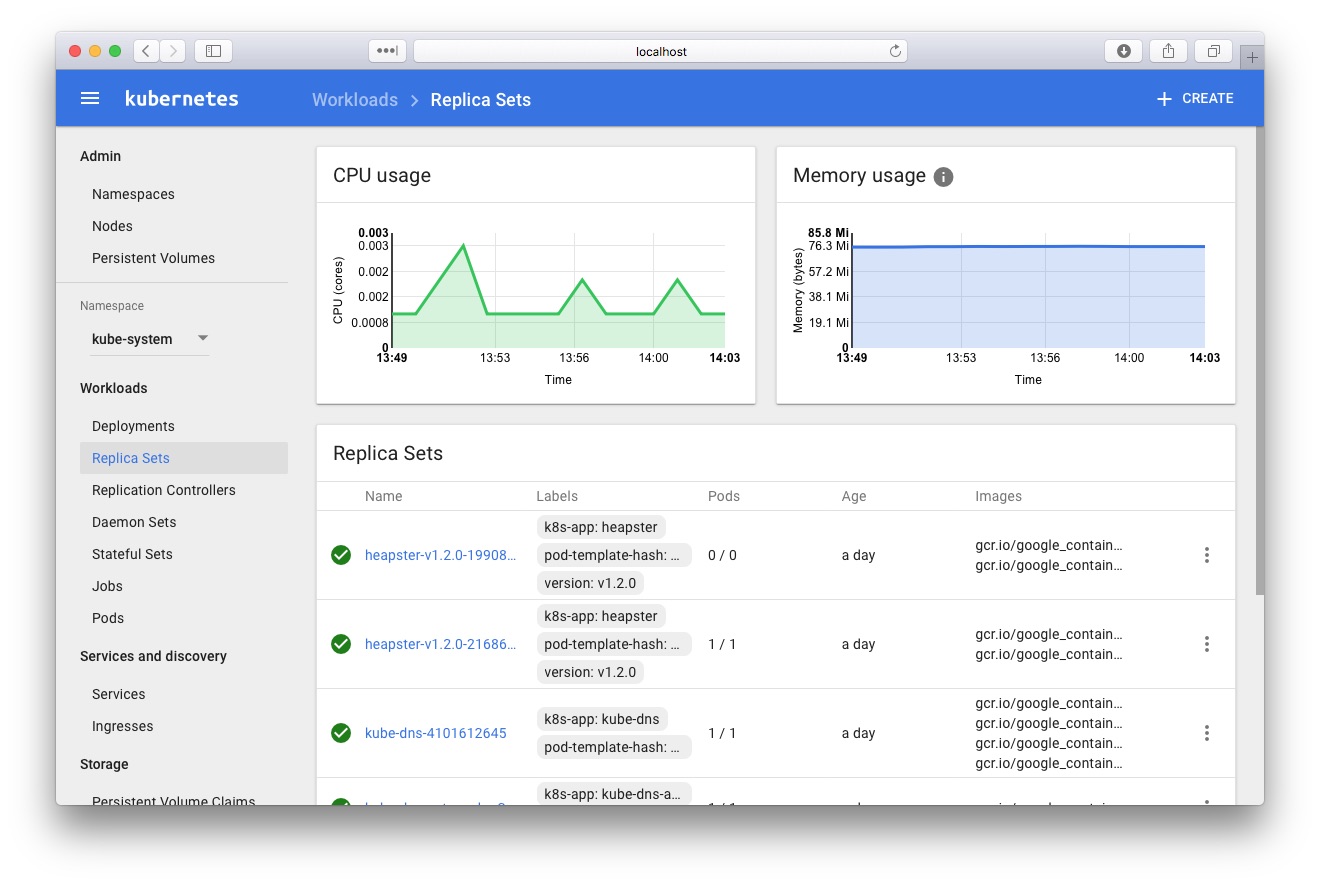 localhost
kubernetes
Workloads > Replica Sets
+ CREATE
Admin
Namespaces
Nodes
Persistent Volumes
Namespace
kube-system
Workloads
Deployments
Replica Sets
Replication Controllers
Daemon Sets
Stateful Sets
Jobs
Pods
Services and discovery
Services
Ingresses
Storage
Persistent Volume Claims
CPU usage
CPU (cores)
0.003
0.003
0.002
0.002
0.0008
0
13:49 13:53 13:56 14:00 14:03
Time
Memory usage i
Memory (bytes)
85.8 Mi
76.3 Mi
57.2 Mi
38.1 Mi
19.1 Mi
0
13:49 13:53 13:56 14:00 14:03
Time
Replica Sets
Name Labels Pods Age Images
heapster-v1.2.0-19908...
k8s-app: heapster
pod-template-hash: ...
version: v1.2.0
0 / 0
a day
gcr.io/google_contain...
gcr.io/google_contain...
heapster-v1.2.0-21686...
k8s-app: heapster
pod-template-hash: ...
version: v1.2.0
1 / 1
a day
gcr.io/google_contain...
gcr.io/google_contain...
kube-dns-4101612645
k8s-app: kube-dns
pod-template-hash: ...
1 / 1
a day
gcr.io/google_contain...
gcr.io/google_contain...
gcr.io/google_contain...
gcr.io/google_contain...
k8s-app: kube-dns-a...